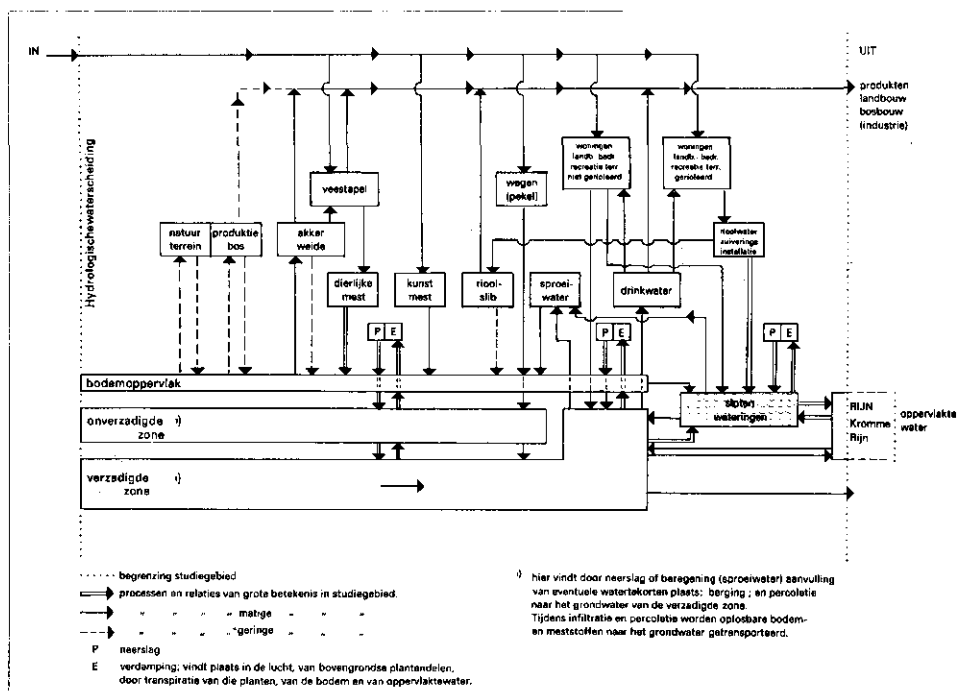 IN
UIT
produkten
landbouw
bosbouw
(industrie)
Hydrologische waterscheiding
woningen
landb. bedr.
recreatie terr.
niet gerioleerd
woningen
landb. bedr.
recreatie terr.
gerioleerd
veestapel
wegen
(pekel)
natuur
terrein
produktie
bos
akker
weide
rioolwater
zuiverings
installatie
dierlijke
mest
kunst
mest
riool-
slib
sproei-
water
drinkwater
P E
P E
P E
bodemoppervlak
sloten
weteringen
RIJN
Kromme
Rijn
oppervlakte
water
onverzadigde ¹)
zone
verzadigde ¹)
zone
begrenzing studiegebied
processen en relaties van grote betekenis in studiegebied.
„ „ „ „ matige „ „ „
„ „ „ „ geringe „ „ „
P neerslag
E verdamping; vindt plaats in de lucht, van bovengrondse plantandelen,
door transpiratie van die planten, van de bodem en van oppervlaktewater.
¹) hier vindt door neerslag of beregening (sproeiwater) aanvulling
van eventuele watertekorten plaats; berging ; en percolatie
naar het grondwater van de verzadigde zone.
Tijdens infiltratie en percolatie worden oplosbare bodem-
en meststoffen naar het grondwater getransporteerd.